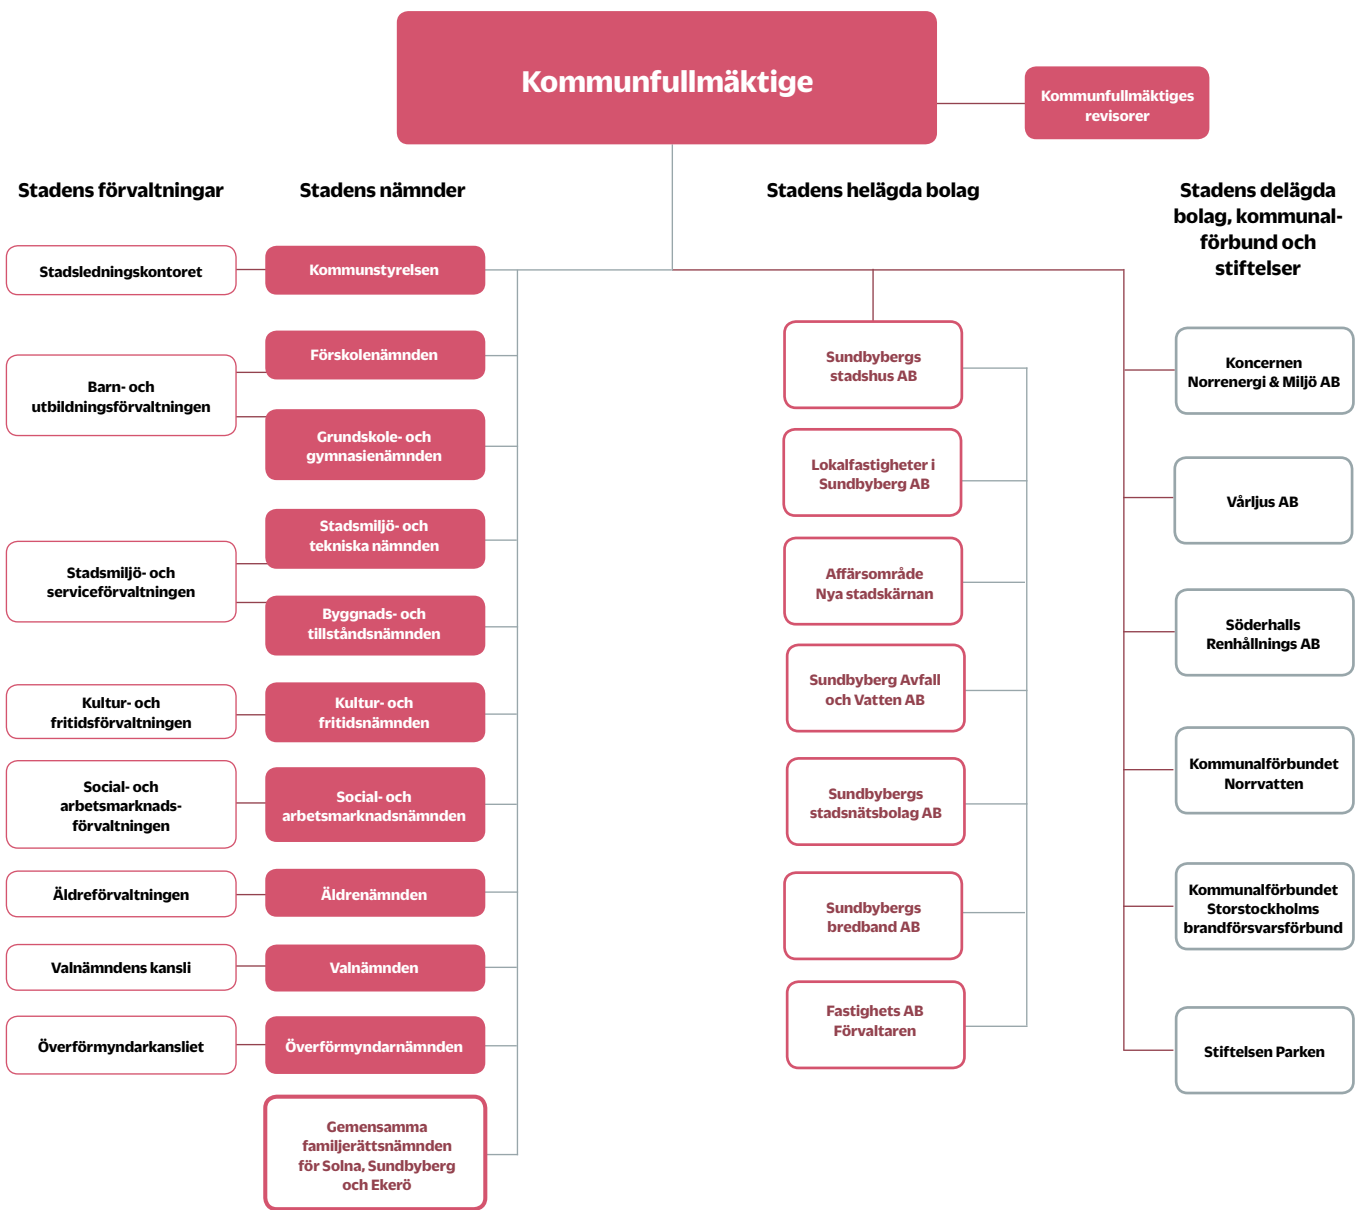 Kommunfullmäktige
Kommunfullmäktiges
revisorer
Stadens förvaltningar
Stadens nämnder
Stadens helägda bolag
Stadens delägda
bolag, kommunal-
förbund och
stiftelser
Stadsledningskontoret
Barn- och
utbildningsförvaltningen
Stadsmiljö- och
serviceförvaltningen
Kultur- och
fritidsförvaltningen
Social- och
arbetsmarknads-
förvaltningen
Äldreförvaltningen
Valnämndens kansli
Överförmyndarkansliet
Kommunstyrelsen
Förskolenämnden
Grundskole- och
gymnasienämnden
Stadsmiljö- och
tekniska nämnden
Byggnads- och
tillståndsnämnden
Kultur- och
fritidsnämnden
Social- och
arbetsmarknadsnämnden
Äldrenämnden
Valnämnden
Överförmyndarnämnden
Gemensamma
familjerättsnämnden
för Solna, Sundbyberg
och Ekerö
Sundbybergs
stadshus AB
Lokalfastigheter i
Sundbyberg AB
Affärsområde
Nya stadskärnan
Sundbyberg Avfall
och Vatten AB
Sundbybergs
stadsnätsbolag AB
Sundbybergs
bredband AB
Fastighets AB
Förvaltaren
Koncernen
Norrenergi & Miljö AB
Vårljus AB
Söderhalls
Renhållnings AB
Kommunalförbundet
Norrvatten
Kommunalförbundet
Storstockholms
brandförsvarsförbund
Stiftelsen Parken